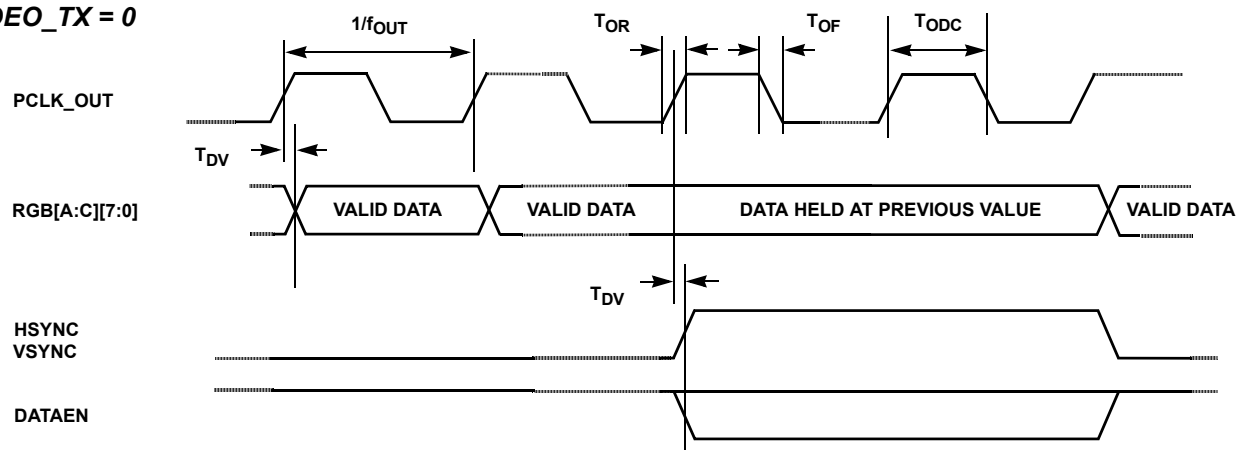 DEO_TX = 0
1/fOUT
TOR
TOF
TODC
PCLK_OUT
TDV
RGB[A:C][7:0]
VALID DATA
VALID DATA
DATA HELD AT PREVIOUS VALUE
VALID DATA
TDV
HSYNC
VSYNC
DATAEN